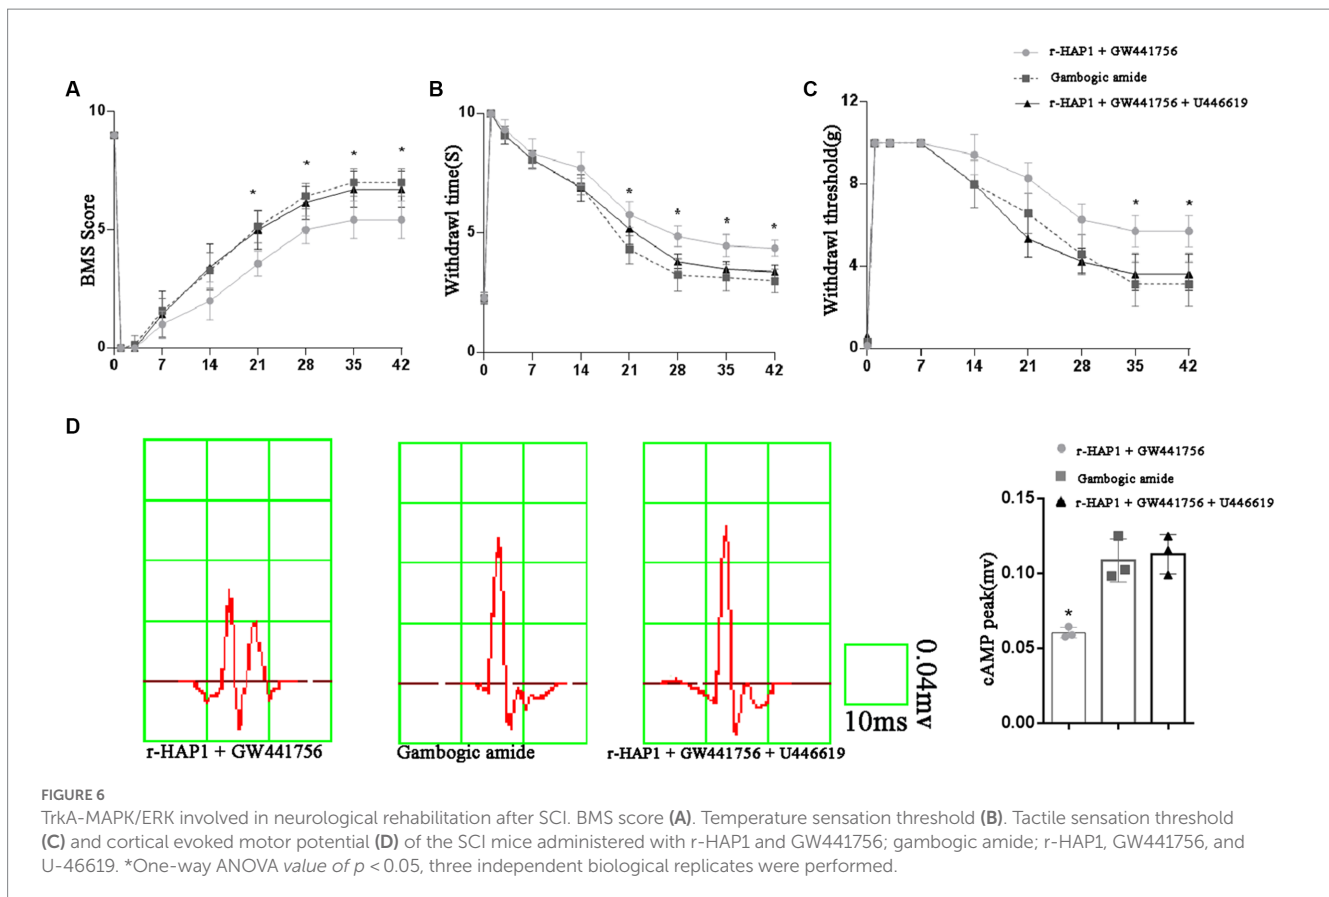 r-HAP1 + GW441756
Gambogic amide
r-HAP1 + GW441756 + U446619
A
BMS Score
10
5
0
0 7 14 21 28 35 42
* * * *
B
Withdrawl time(S)
10
5
0
0 7 14 21 28 35 42
* * * *
C
Withdrawl threshold(g)
12
8
4
0
0 7 14 21 28 35 42
* *
D
r-HAP1 + GW441756
Gambogic amide
r-HAP1 + GW441756 + U446619
10ms
0.04mv
r-HAP1 + GW441756
Gambogic amide
r-HAP1 + GW441756 + U446619
cAMP peak(mv)
0.15
0.10
0.05
0.00
*
FIGURE 6
TrkA-MAPK/ERK involved in neurological rehabilitation after SCI. BMS score (A). Temperature sensation threshold (B). Tactile sensation threshold
(C) and cortical evoked motor potential (D) of the SCI mice administered with r-HAP1 and GW441756; gambogic amide; r-HAP1, GW441756, and
U-46619. *One-way ANOVA value of p < 0.05, three independent biological replicates were performed.